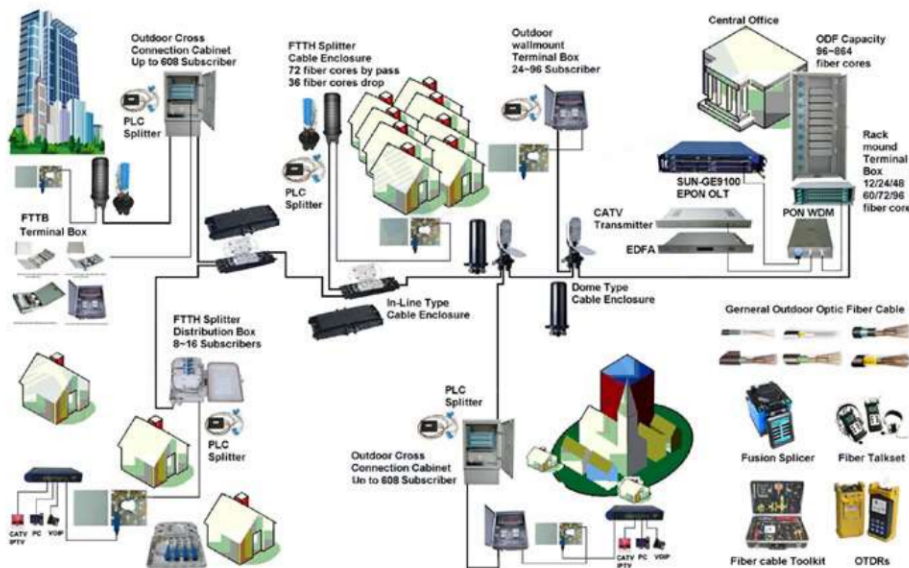 Outdoor Cross
Connection Cabinet
Up to 608 Subscriber
PLC
Splitter
FTTH Splitter
Cable Enclosure
72 fiber cores by pass
36 fiber cores drop
PLC
Splitter
Outdoor
wallmount
Terminal Box
24~96 Subscriber
Central Office
ODF Capacity
96~864
fiber cores
Rack
mound
Terminal
Box
12/24/48
60/72/96
fiber core
SUN-GE9100
EPON OLT
CATV
Transmitter
PON WDM
EDFA
FTTB
Terminal Box
In-Line Type
Cable Enclosure
Dome Type
Cable Enclosure
FTTH Splitter
Distribution Box
8~16 Subscribers
PLC
Splitter
CATV
IPTV
PC
VOIP
PLC
Splitter
Outdoor Cross
Connection Cabinet
Un to 608 Subscriber
CATV
IPTV
PC
VOIP
Gerneral Outdoor Optic Fiber Cable
Fusion Splicer
Fiber Talkset
Fiber cable Toolkit
OTDRs